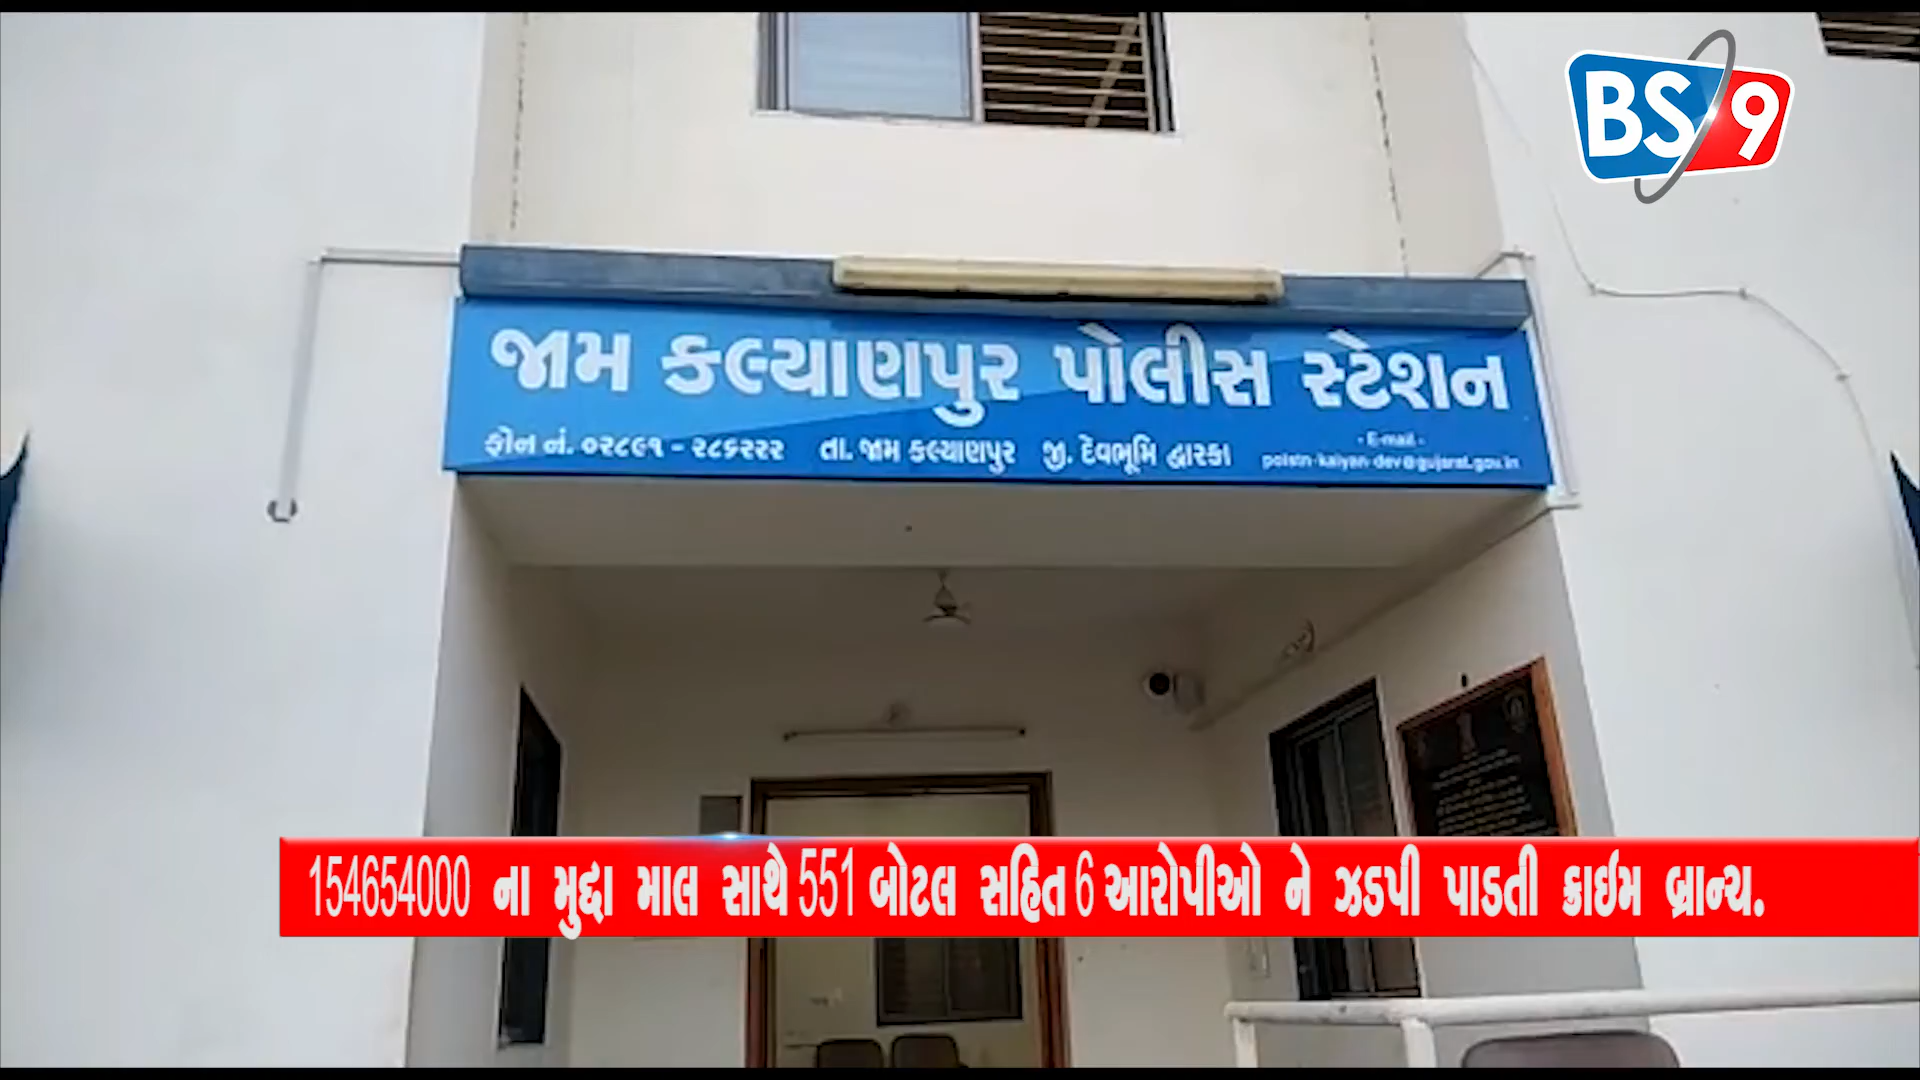 BS9
જામ કલ્યાણપુર પોલીસ સ્ટેશન
ફોન નં. ૦૨૮૯૧ - ૨૮૬૨૨૨ તા. જામ કલ્યાણપુર જી. દેવભૂમિ દ્વારકા
- E-mail -
polstn-kalyan-dev@gujarat.gov.in
154654000 ના મુદ્દા માલ સાથે 551 બોટલ સહિત 6 આરોપીઓ ને ઝડપી પાડતી ક્રાઇમ બ્રાન્ચ.